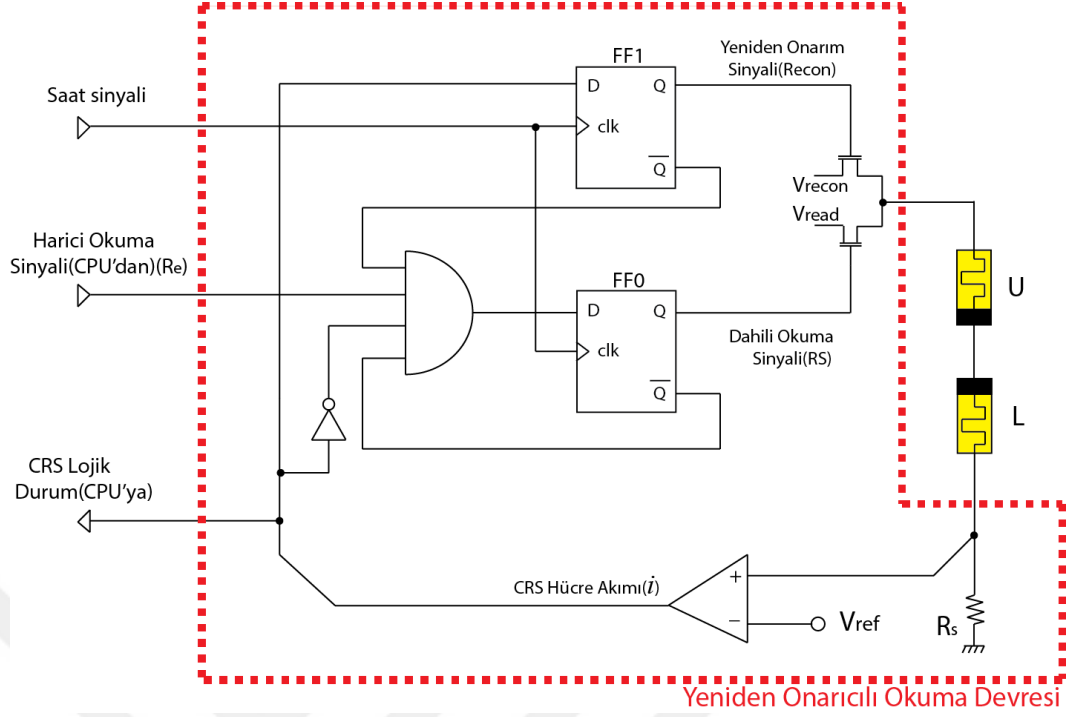 Saat sinyali
FF1
D
Q
clk
Q
Yeniden Onarım
Sinyali(Recon)
Vrecon
Vread
Harici Okuma
Sinyali(CPU'dan)(Re)
FF0
D
Q
clk
Q
Dahili Okuma
Sinyali(RS)
U
L
CRS Lojik
Durum(CPU'ya)
CRS Hücre Akımı(i)
+
−
Vref
Rs
Yeniden Onarıcılı Okuma Devresi